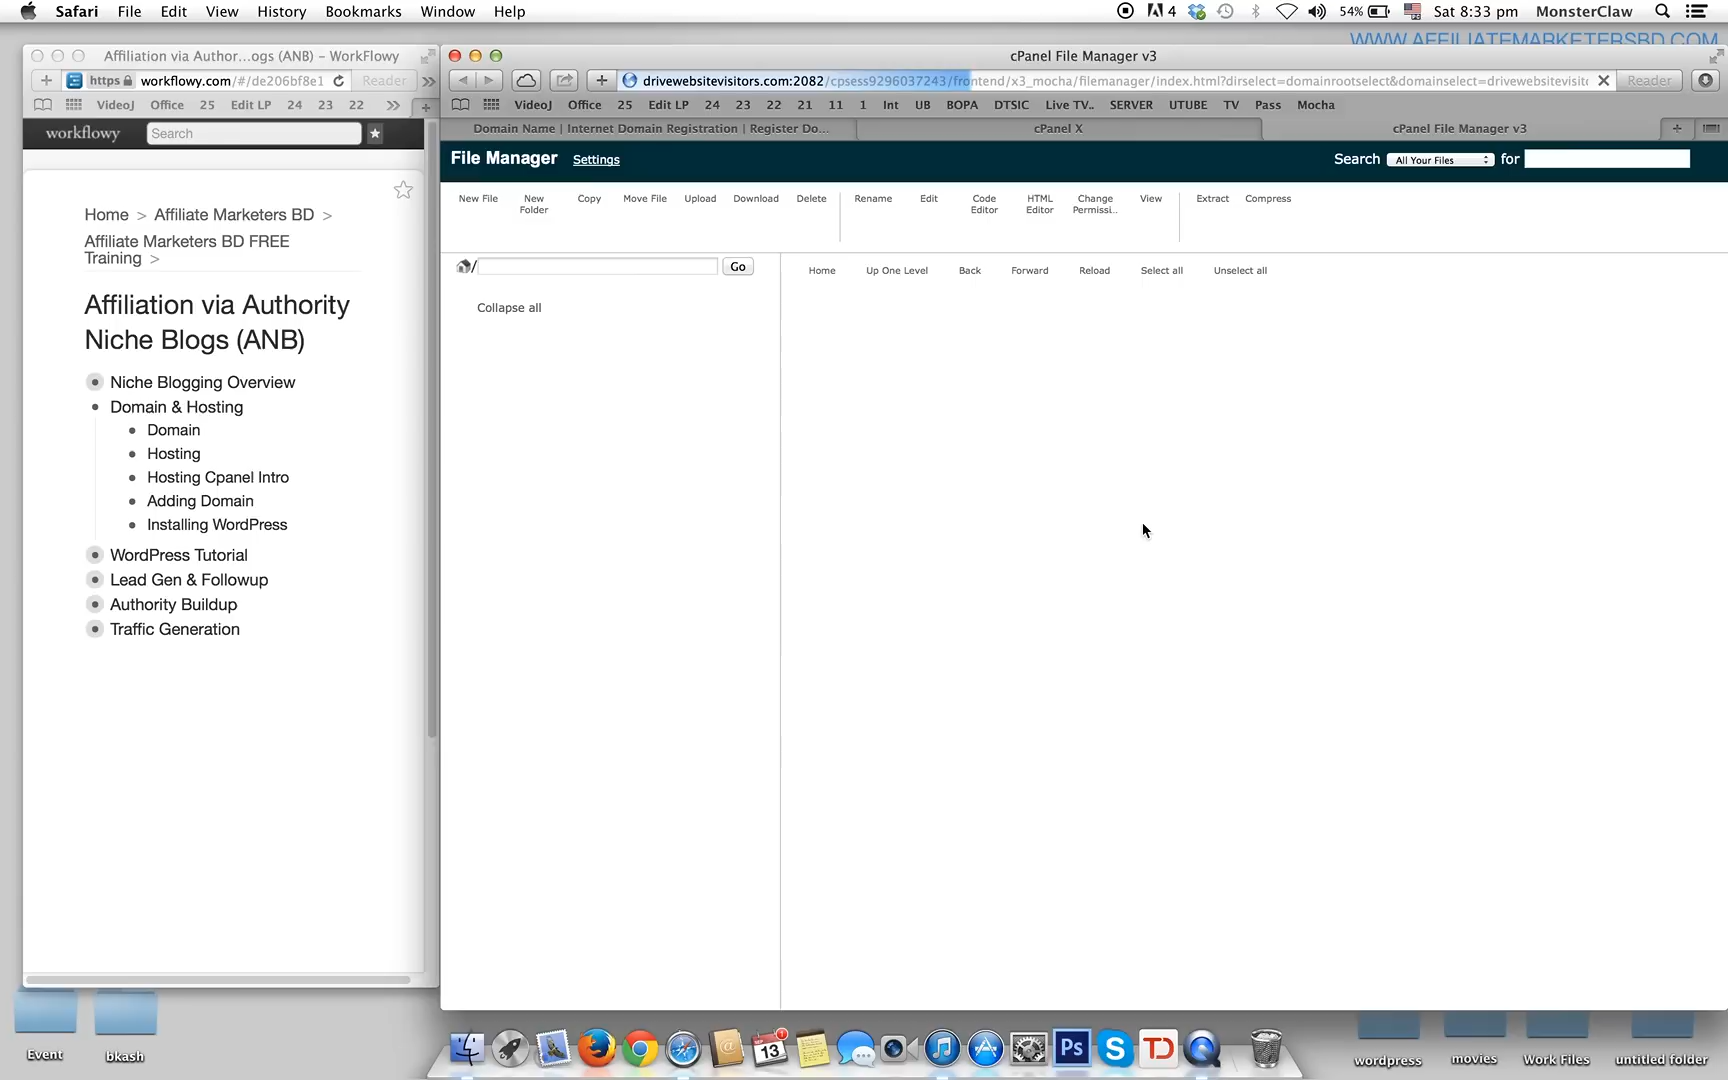 Safari File Edit View History Bookmarks Window Help
4 54% Sat 8:33 pm MonsterClaw
WWW.AFFILIATEMARKETERSBD.COM
Affiliation via Author...ogs (ANB) – WorkFlowy
https workflowy.com/#/de206bf8e1 Reader
VideoJ Office 25 Edit LP 24 23 22
workflowy Search
Home > Affiliate Marketers BD >
Affiliate Marketers BD FREE
Training >
Affiliation via Authority
Niche Blogs (ANB)
Niche Blogging Overview
Domain & Hosting
Domain
Hosting
Hosting Cpanel Intro
Adding Domain
Installing WordPress
WordPress Tutorial
Lead Gen & Followup
Authority Buildup
Traffic Generation
cPanel File Manager v3
drivewebsitevisitors.com:2082/cpsess9296037243/frontend/x3_mocha/filemanager/index.html?dirselect=domainrootselect&domainselect=drivewebsitevisito Reader
VideoJ Office 25 Edit LP 24 23 22 21 11 1 Int UB BOPA DTSIC Live TV.. SERVER UTUBE TV Pass Mocha
Domain Name | Internet Domain Registration | Register Do... cPanel X cPanel File Manager v3
File Manager Settings Search All Your Files for
New File New Folder Copy Move File Upload Download Delete Rename Edit Code Editor HTML Editor Change Permissi.. View Extract Compress
/ Go
Home Up One Level Back Forward Reload Select all Unselect all
Collapse all
Event bkash
13 Ps TD
wordpress movies Work Files untitled folder